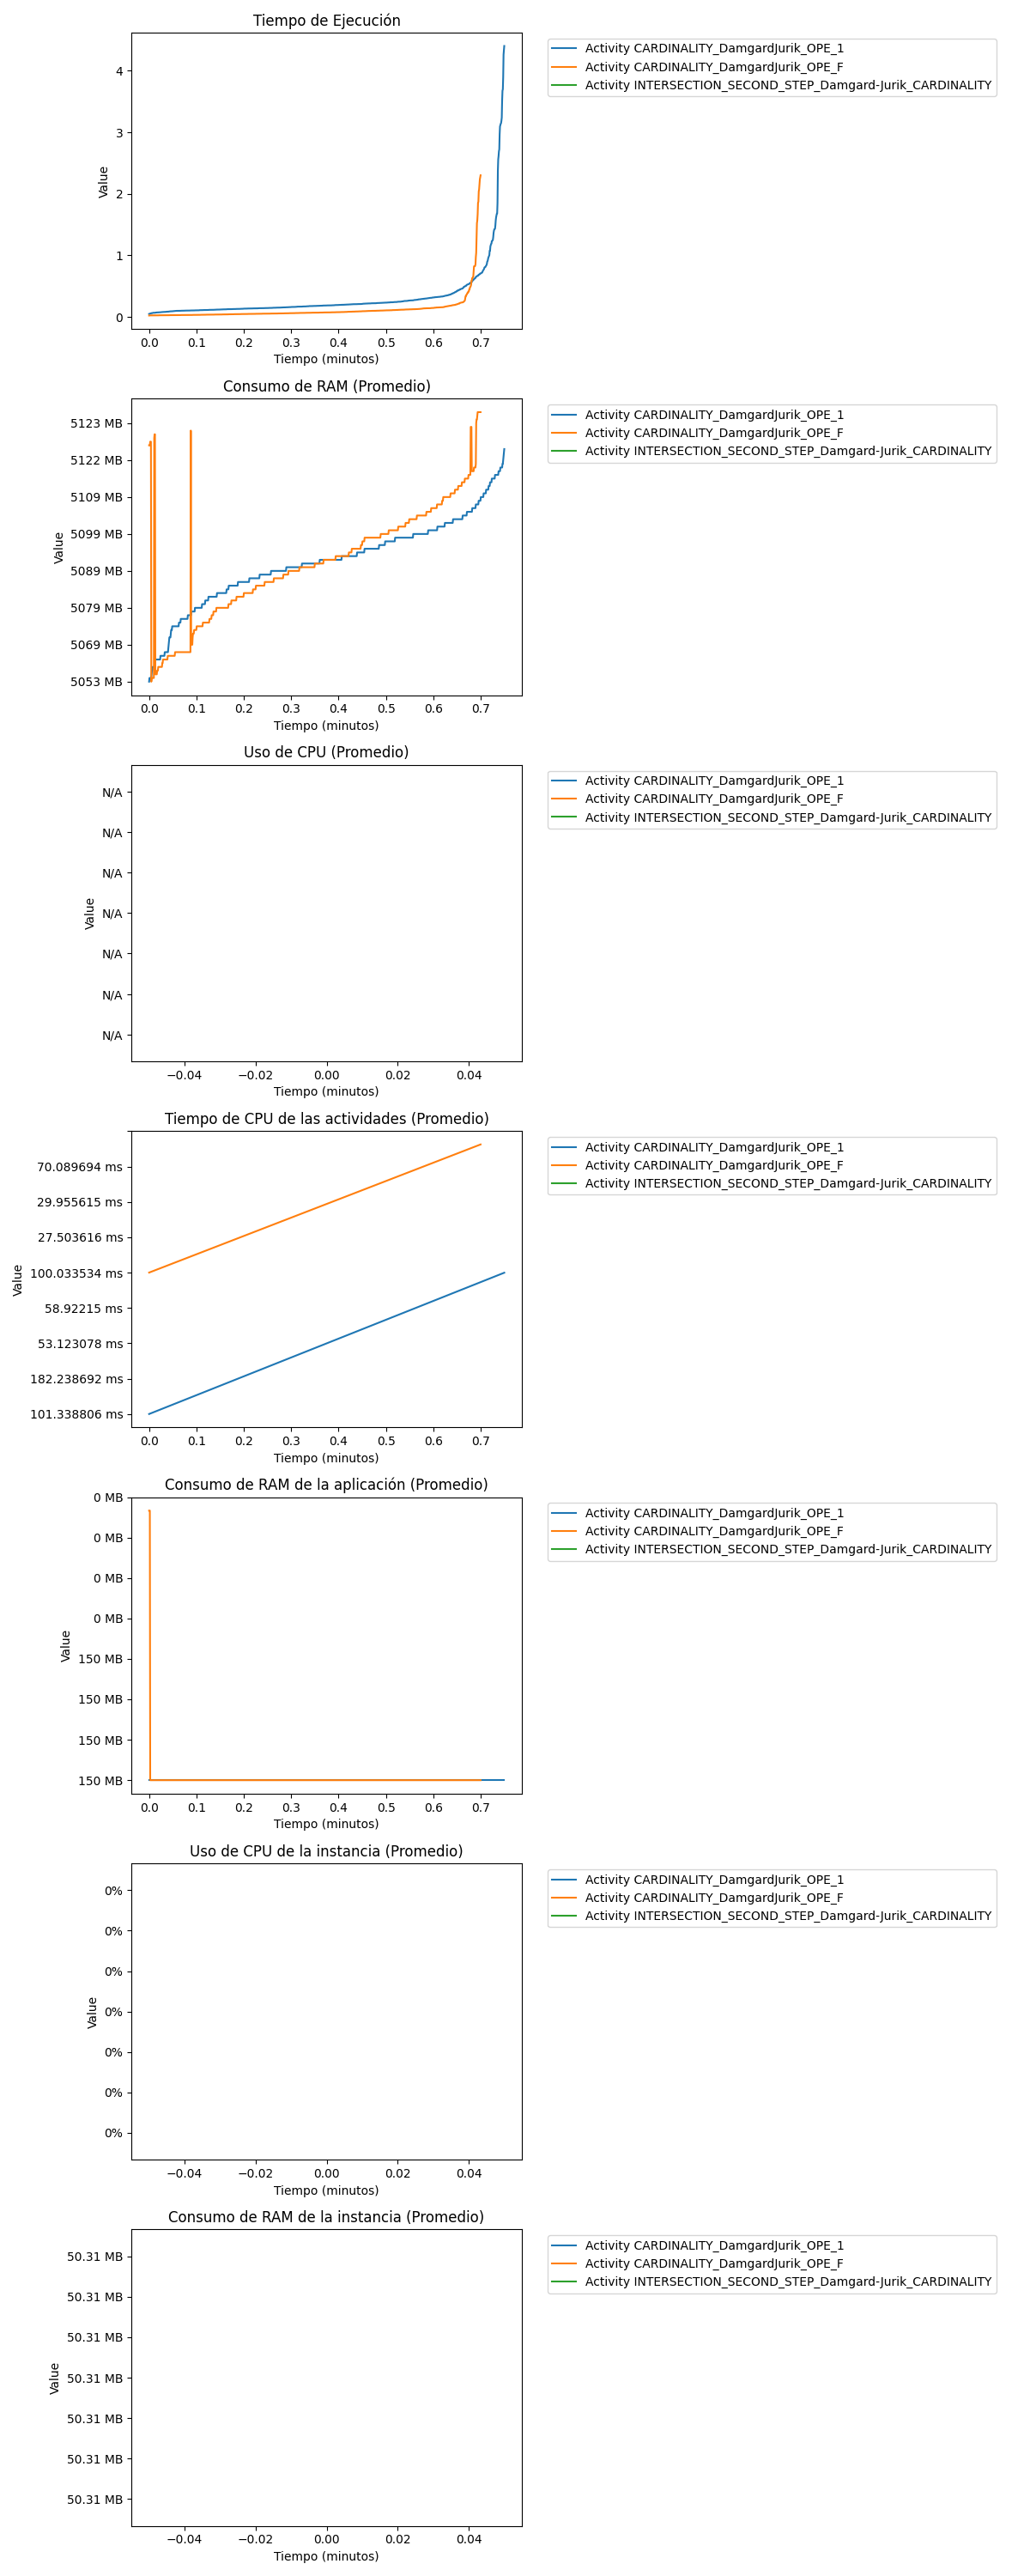 Tiempo de Ejecución
Activity CARDINALITY_DamgardJurik_OPE_1
Activity CARDINALITY_DamgardJurik_OPE_F
Activity INTERSECTION_SECOND_STEP_Damgard-Jurik_CARDINALITY
Value
4
3
2
1
0
0.0 0.1 0.2 0.3 0.4 0.5 0.6 0.7
Tiempo (minutos)
Consumo de RAM (Promedio)
Activity CARDINALITY_DamgardJurik_OPE_1
Activity CARDINALITY_DamgardJurik_OPE_F
Activity INTERSECTION_SECOND_STEP_Damgard-Jurik_CARDINALITY
Value
5123 MB
5122 MB
5109 MB
5099 MB
5089 MB
5079 MB
5069 MB
5053 MB
0.0 0.1 0.2 0.3 0.4 0.5 0.6 0.7
Tiempo (minutos)
Uso de CPU (Promedio)
Activity CARDINALITY_DamgardJurik_OPE_1
Activity CARDINALITY_DamgardJurik_OPE_F
Activity INTERSECTION_SECOND_STEP_Damgard-Jurik_CARDINALITY
Value
N/A
N/A
N/A
N/A
N/A
N/A
N/A
−0.04 −0.02 0.00 0.02 0.04
Tiempo (minutos)
Tiempo de CPU de las actividades (Promedio)
Activity CARDINALITY_DamgardJurik_OPE_1
Activity CARDINALITY_DamgardJurik_OPE_F
Activity INTERSECTION_SECOND_STEP_Damgard-Jurik_CARDINALITY
Value
70.089694 ms
29.955615 ms
27.503616 ms
100.033534 ms
58.92215 ms
53.123078 ms
182.238692 ms
101.338806 ms
0.0 0.1 0.2 0.3 0.4 0.5 0.6 0.7
Tiempo (minutos)
Consumo de RAM de la aplicación (Promedio)
Activity CARDINALITY_DamgardJurik_OPE_1
Activity CARDINALITY_DamgardJurik_OPE_F
Activity INTERSECTION_SECOND_STEP_Damgard-Jurik_CARDINALITY
Value
0 MB
0 MB
0 MB
0 MB
150 MB
150 MB
150 MB
150 MB
0.0 0.1 0.2 0.3 0.4 0.5 0.6 0.7
Tiempo (minutos)
Uso de CPU de la instancia (Promedio)
Activity CARDINALITY_DamgardJurik_OPE_1
Activity CARDINALITY_DamgardJurik_OPE_F
Activity INTERSECTION_SECOND_STEP_Damgard-Jurik_CARDINALITY
Value
0%
0%
0%
0%
0%
0%
0%
−0.04 −0.02 0.00 0.02 0.04
Tiempo (minutos)
Consumo de RAM de la instancia (Promedio)
Activity CARDINALITY_DamgardJurik_OPE_1
Activity CARDINALITY_DamgardJurik_OPE_F
Activity INTERSECTION_SECOND_STEP_Damgard-Jurik_CARDINALITY
Value
50.31 MB
50.31 MB
50.31 MB
50.31 MB
50.31 MB
50.31 MB
50.31 MB
−0.04 −0.02 0.00 0.02 0.04
Tiempo (minutos)